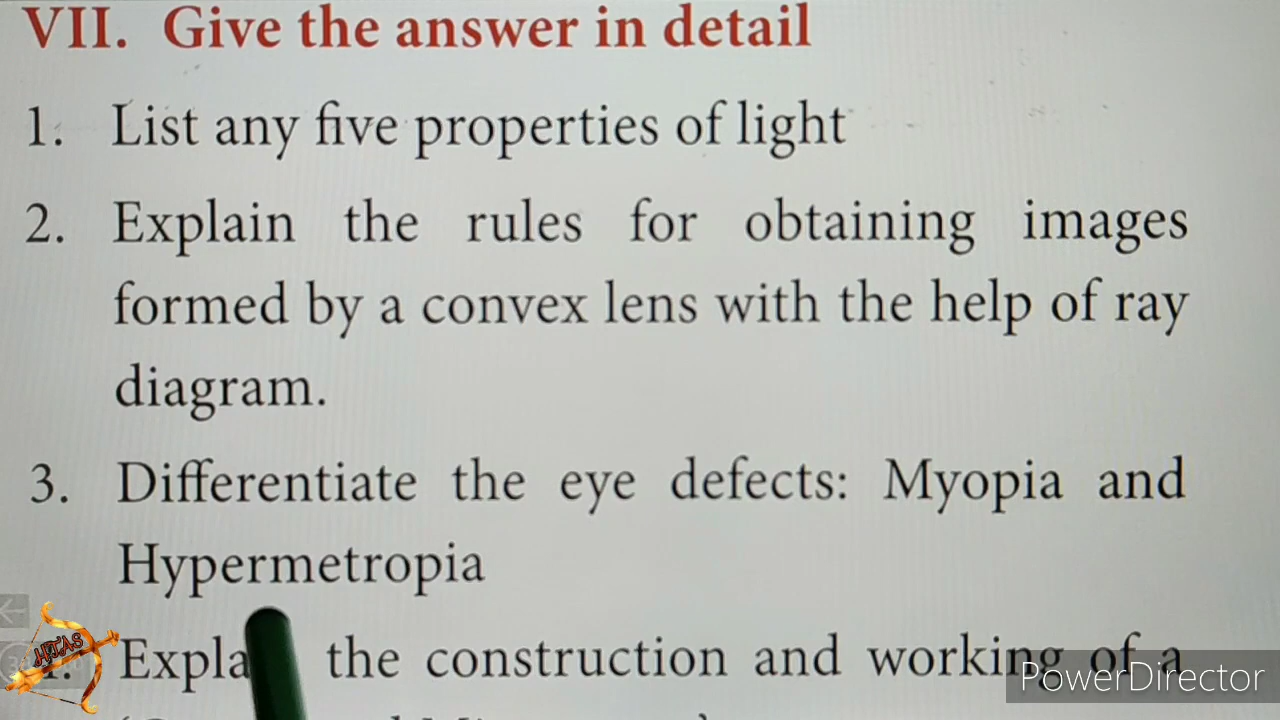 VII. Give the answer in detail
1. List any five properties of light
2. Explain the rules for obtaining images
formed by a convex lens with the help of ray
diagram.
3. Differentiate the eye defects: Myopia and
Hypermetropia
the construction and working of a
HTAS
PowerDirector